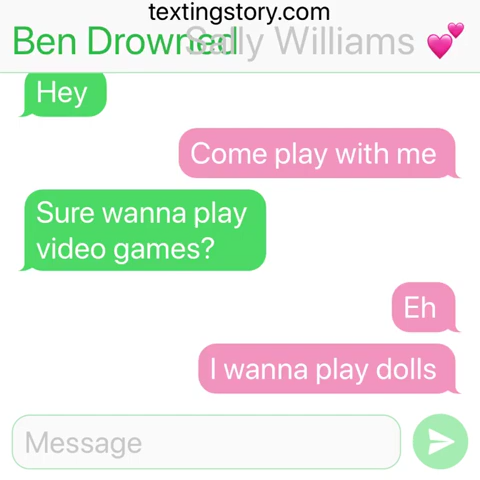 textingstory.com
Ben Drowned Sally Williams 💕
Hey
Come play with me
Sure wanna play
video games?
Eh
I wanna play dolls
Message